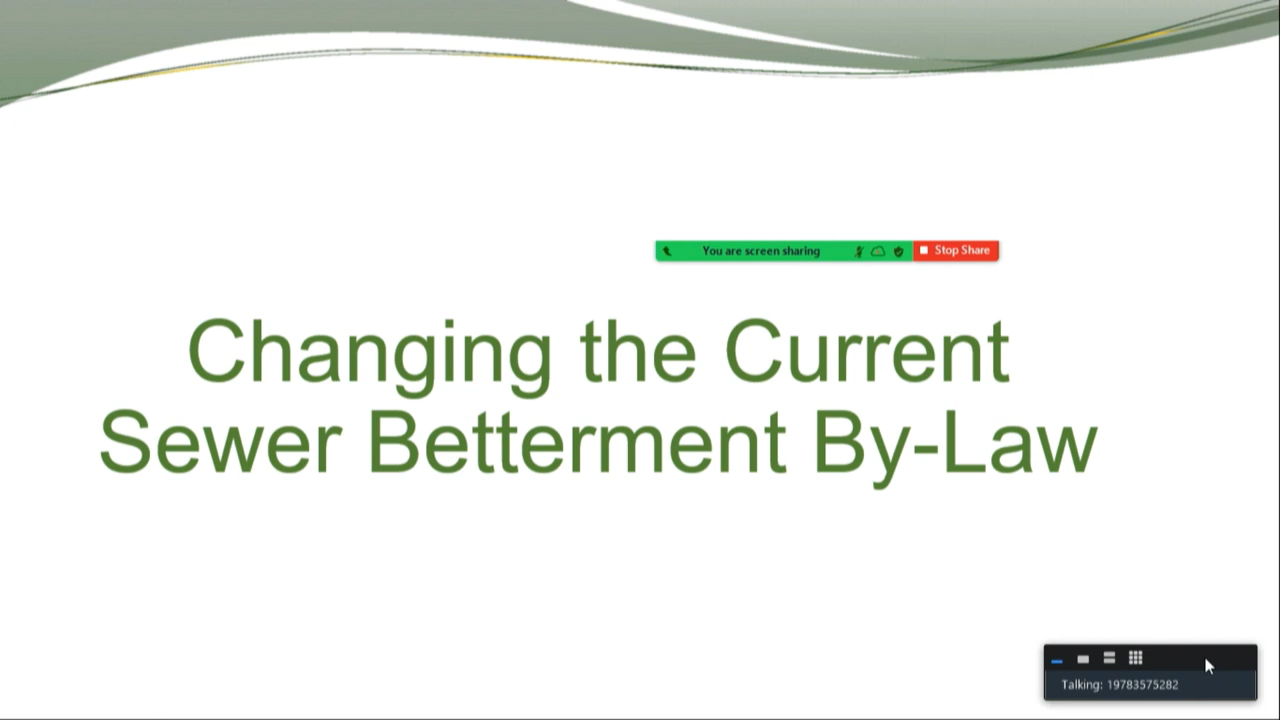 You are screen sharing Stop Share
Changing the Current
Sewer Betterment By-Law
Talking: 19783575282